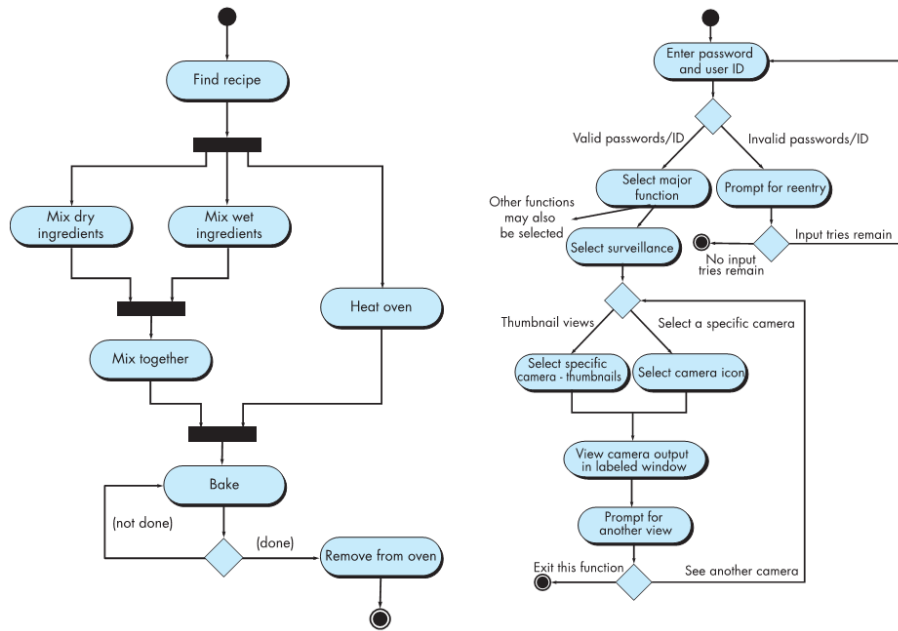 Find recipe
Mix dry
ingredients
Mix wet
ingredients
Heat oven
Mix together
Bake
(not done)
(done)
Remove from oven
Enter password
and user ID
Valid passwords/ID
Invalid passwords/ID
Select major
function
Prompt for reentry
Other functions
may also
be selected
Select surveillance
Input tries remain
No input
tries remain
Thumbnail views
Select a specific camera
Select specific
camera - thumbnails
Select camera icon
View camera output
in labeled window
Prompt for
another view
Exit this function
See another camera